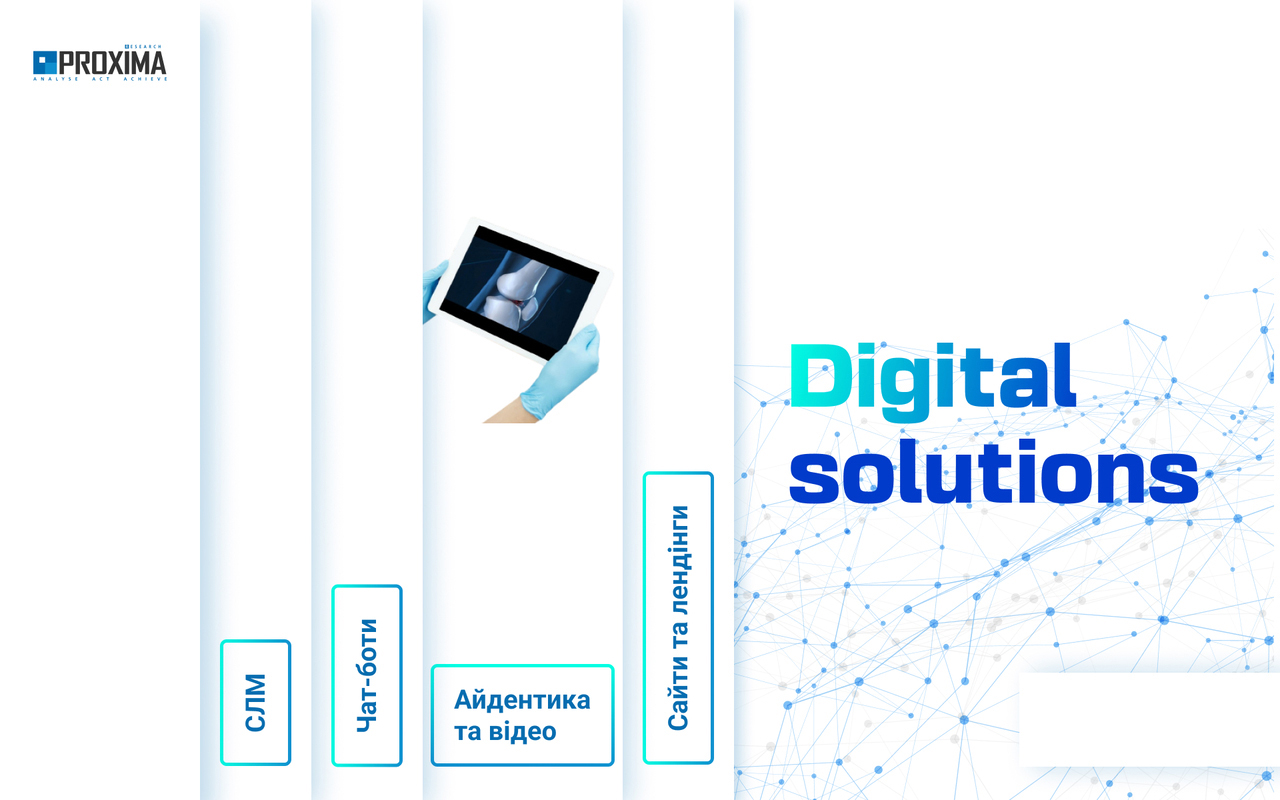 RESEARCH
PROXIMA
ANALYSE ACT ACHIEVE
СЛМ
Чат-боти
Айдентика
та відео
Сайти та лендінги
Digital
solutions